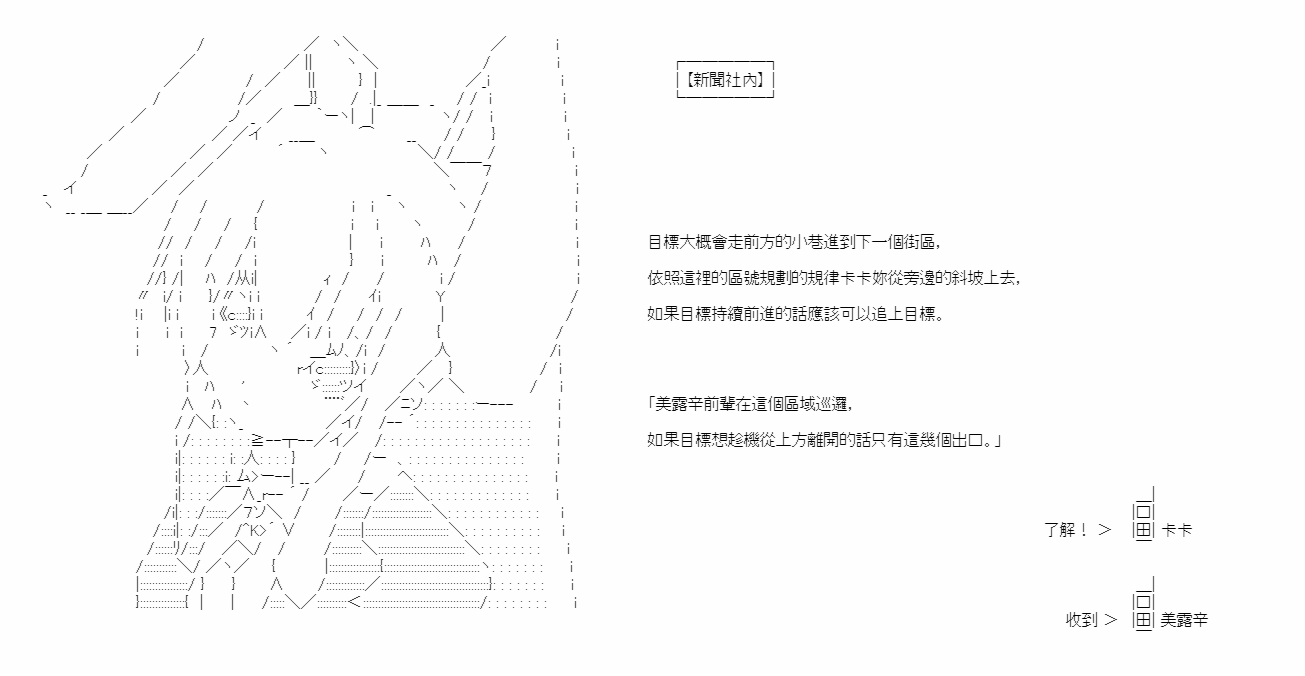 【新聞社內】
目標大概會走前方的小巷進到下一個街區，
依照這裡的區號規劃的規律卡卡妳從旁邊的斜坡上去，
如果目標持續前進的話應該可以追上目標。
「美露辛前輩在這個區域巡邏，
如果目標想趁機從上方離開的話只有這幾個出口。」
了解！ ＞ 卡卡
收到 ＞ 美露辛